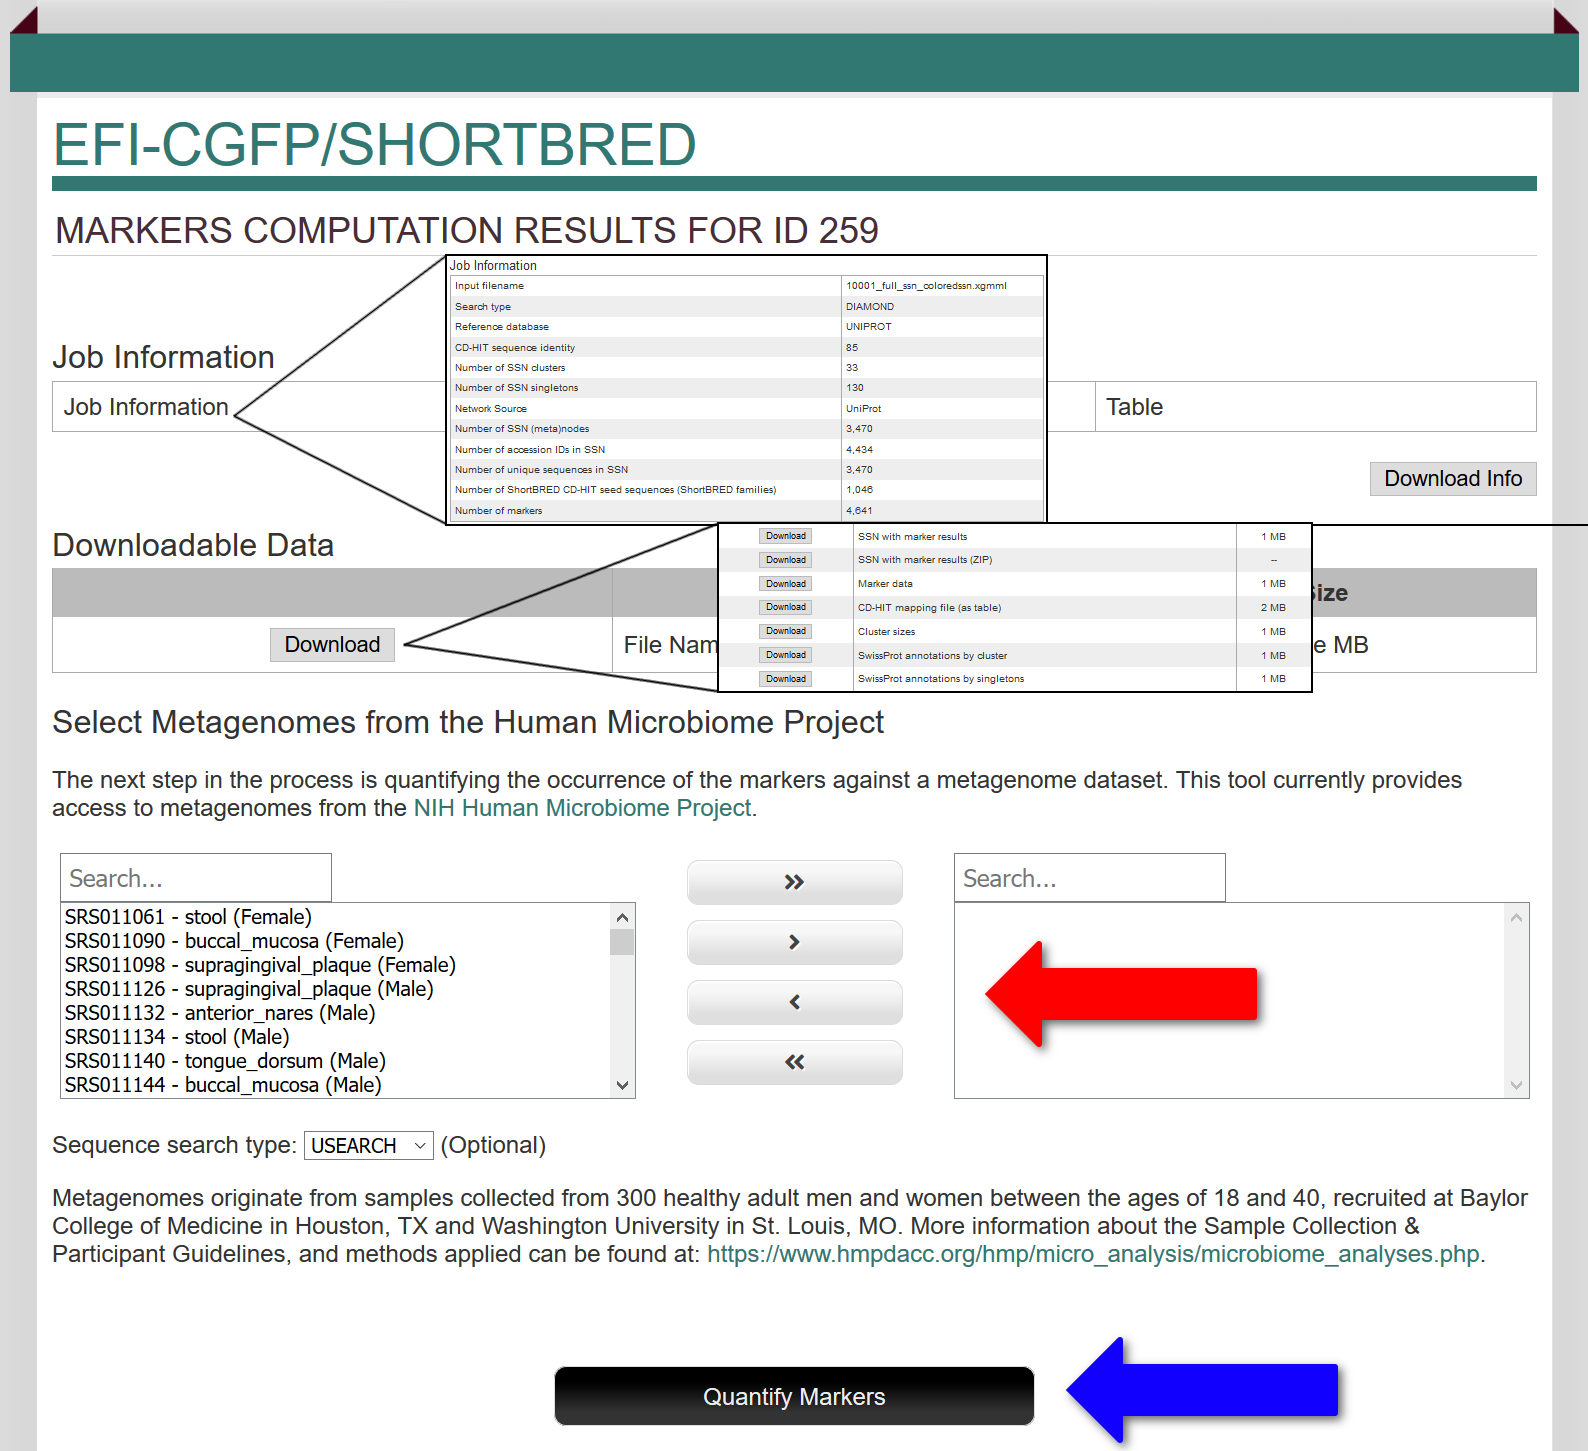 EFI-CGFP/SHORTBRED
MARKERS COMPUTATION RESULTS FOR ID 259
Job Information
Input filename 10001_full_ssn_coloredssn.xgmml
Search type DIAMOND
Reference database UNIPROT
CD-HIT sequence identity 85
Number of SSN clusters 33
Number of SSN singletons 130
Network Source UniProt
Number of SSN (meta)nodes 3,470
Number of accession IDs in SSN 4,434
Number of unique sequences in SSN 3,470
Number of ShortBRED CD-HIT seed sequences (ShortBRED families) 1,046
Number of markers 4,641
Job Information
Job Information Table
Download Info
Downloadable Data
Download SSN with marker results 1 MB
Download SSN with marker results (ZIP) --
Download Marker data 1 MB
Download CD-HIT mapping file (as table) 2 MB
Download Cluster sizes 1 MB
Download SwissProt annotations by cluster 1 MB
Download SwissProt annotations by singletons 1 MB
Download File Nam e MB
Select Metagenomes from the Human Microbiome Project
The next step in the process is quantifying the occurrence of the markers against a metagenome dataset. This tool currently provides
access to metagenomes from the NIH Human Microbiome Project.
Search...
SRS011061 - stool (Female)
SRS011090 - buccal_mucosa (Female)
SRS011098 - supragingival_plaque (Female)
SRS011126 - supragingival_plaque (Male)
SRS011132 - anterior_nares (Male)
SRS011134 - stool (Male)
SRS011140 - tongue_dorsum (Male)
SRS011144 - buccal_mucosa (Male)
Search...
Sequence search type: USEARCH (Optional)
Metagenomes originate from samples collected from 300 healthy adult men and women between the ages of 18 and 40, recruited at Baylor
College of Medicine in Houston, TX and Washington University in St. Louis, MO. More information about the Sample Collection &
Participant Guidelines, and methods applied can be found at: https://www.hmpdacc.org/hmp/micro_analysis/microbiome_analyses.php.
Quantify Markers